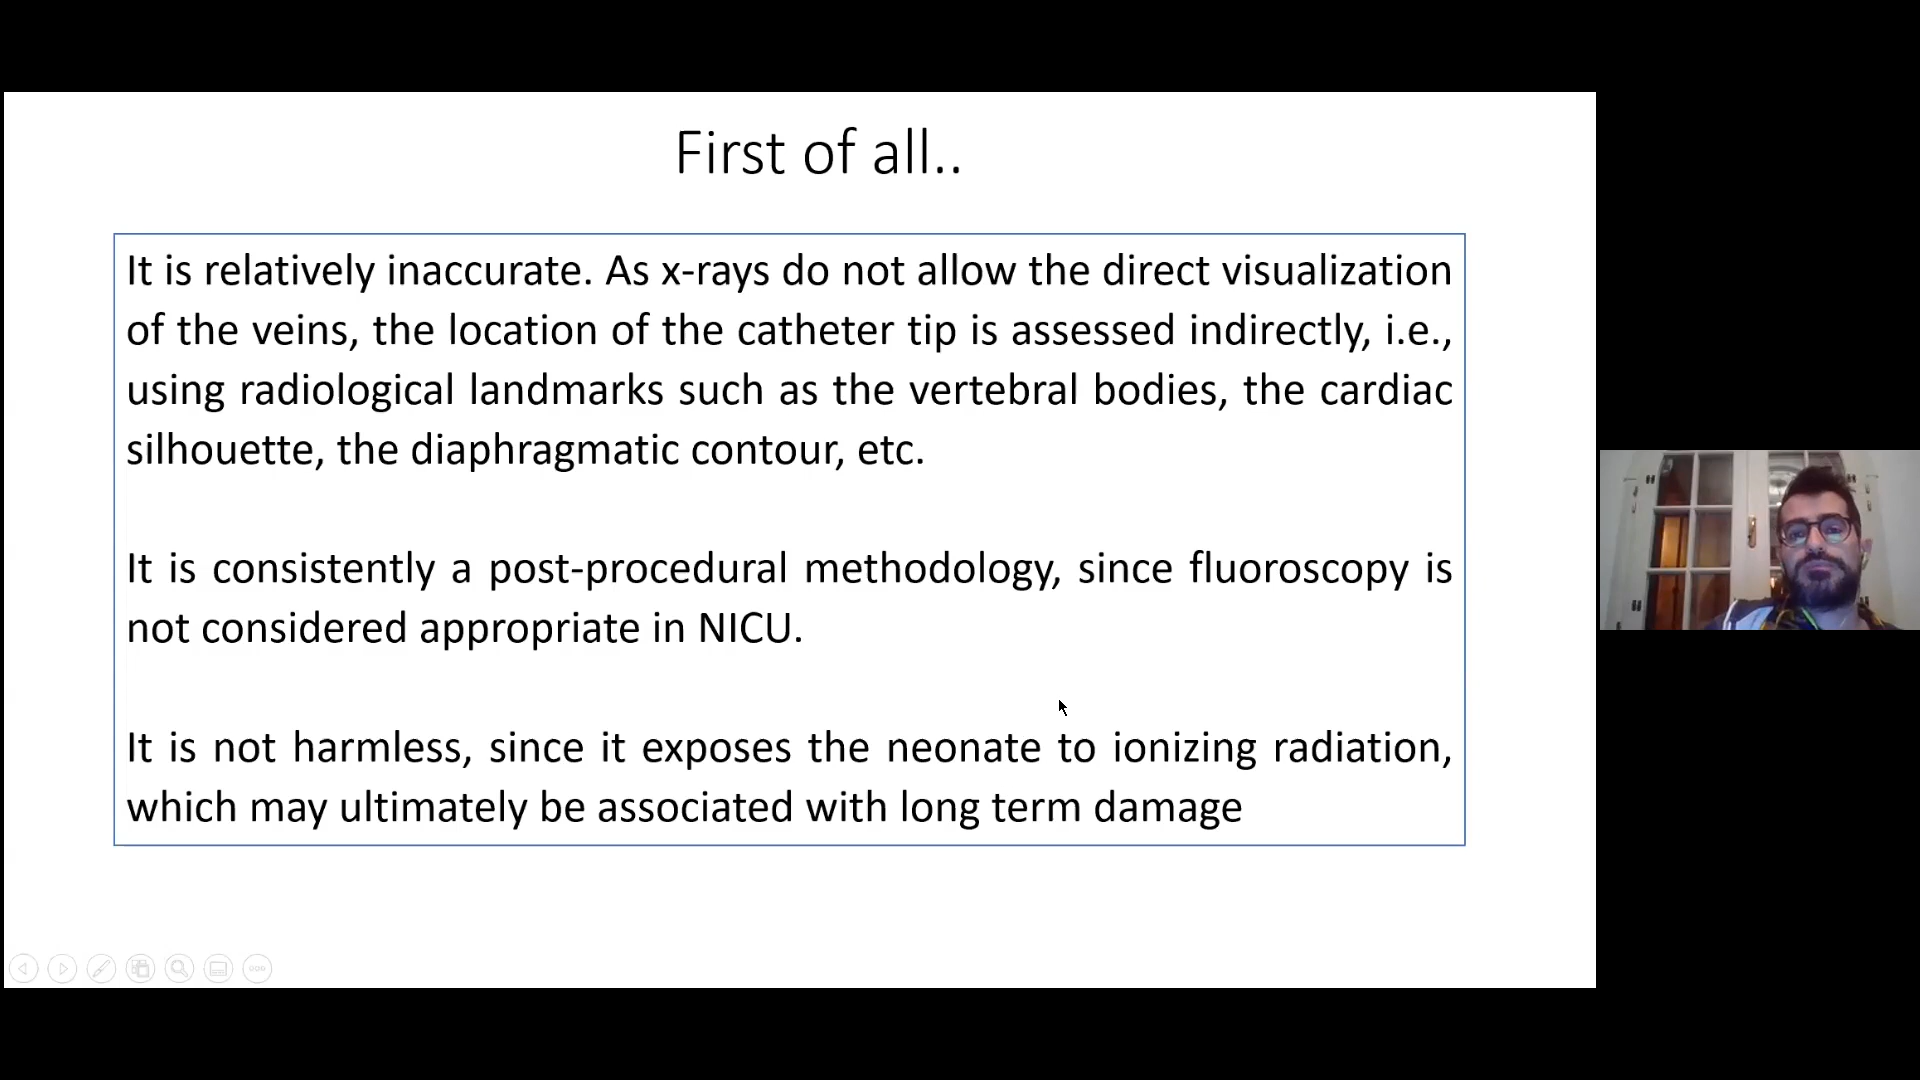 First of all..
It is relatively inaccurate. As x-rays do not allow the direct visualization
of the veins, the location of the catheter tip is assessed indirectly, i.e.,
using radiological landmarks such as the vertebral bodies, the cardiac
silhouette, the diaphragmatic contour, etc.
It is consistently a post-procedural methodology, since fluoroscopy is
not considered appropriate in NICU.
It is not harmless, since it exposes the neonate to ionizing radiation,
which may ultimately be associated with long term damage